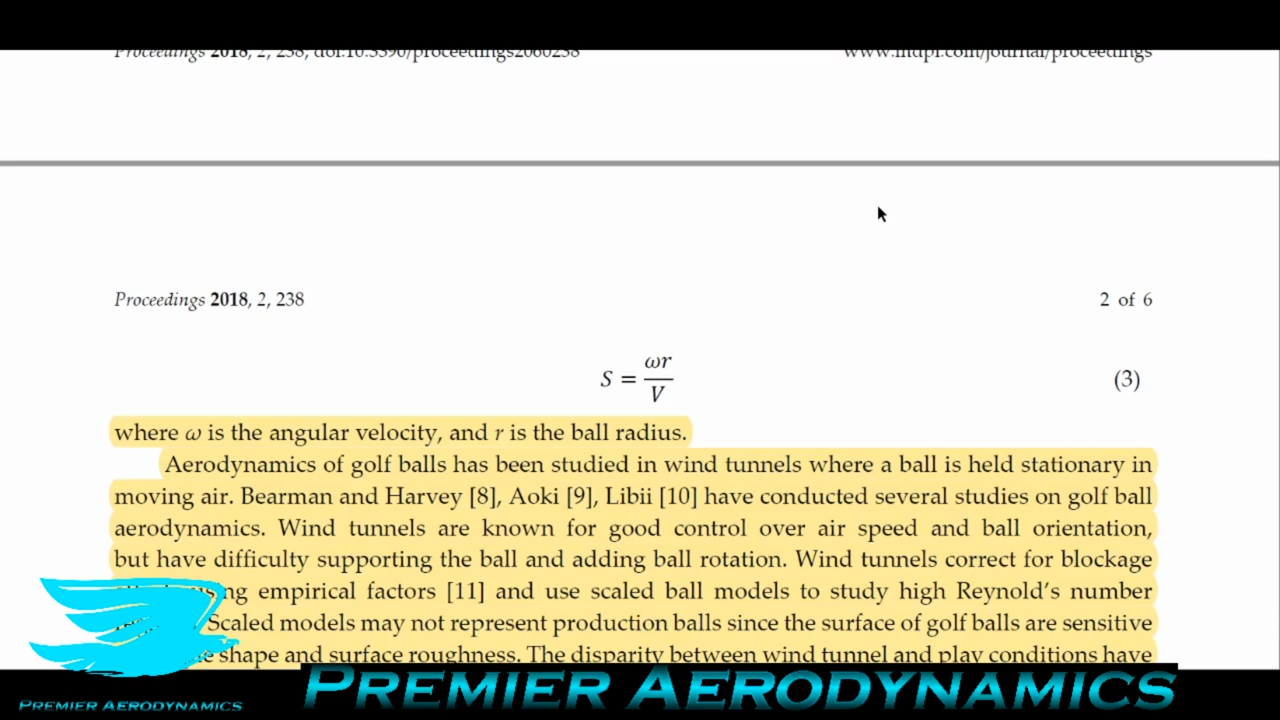 Proceedings 2018, 2, 238; doi:10.3390/proceedings2060238 www.mdpi.com/journal/proceedings
Proceedings 2018, 2, 238 2 of 6
S = ωr/V (3)
where ω is the angular velocity, and r is the ball radius.
Aerodynamics of golf balls has been studied in wind tunnels where a ball is held stationary in
moving air. Bearman and Harvey [8], Aoki [9], Libii [10] have conducted several studies on golf ball
aerodynamics. Wind tunnels are known for good control over air speed and ball orientation,
but have difficulty supporting the ball and adding ball rotation. Wind tunnels correct for blockage
empirical factors [11] and use scaled ball models to study high Reynold's number
Scaled models may not represent production balls since the surface of golf balls are sensitive
shape and surface roughness. The disparity between wind tunnel and play conditions have
PREMIER AERODYNAMICS
PREMIER AERODYNAMICS